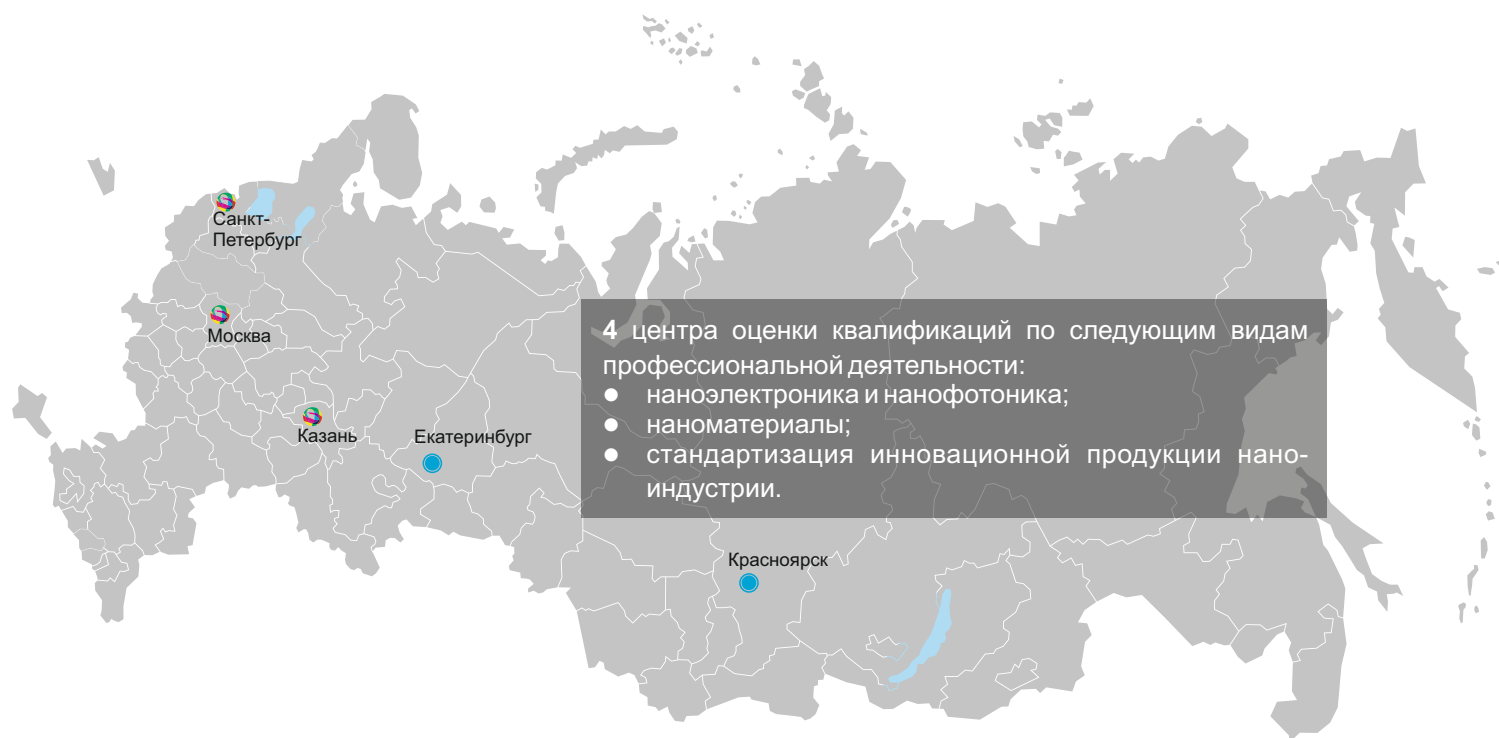 Санкт-
Петербург
Москва
4 центра оценки квалификаций по следующим видам
профессиональной деятельности:
● наноэлектроника и нанофотоника;
● наноматериалы;
● стандартизация инновационной продукции нано-
индустрии.
Казань
Екатеринбург
Красноярск